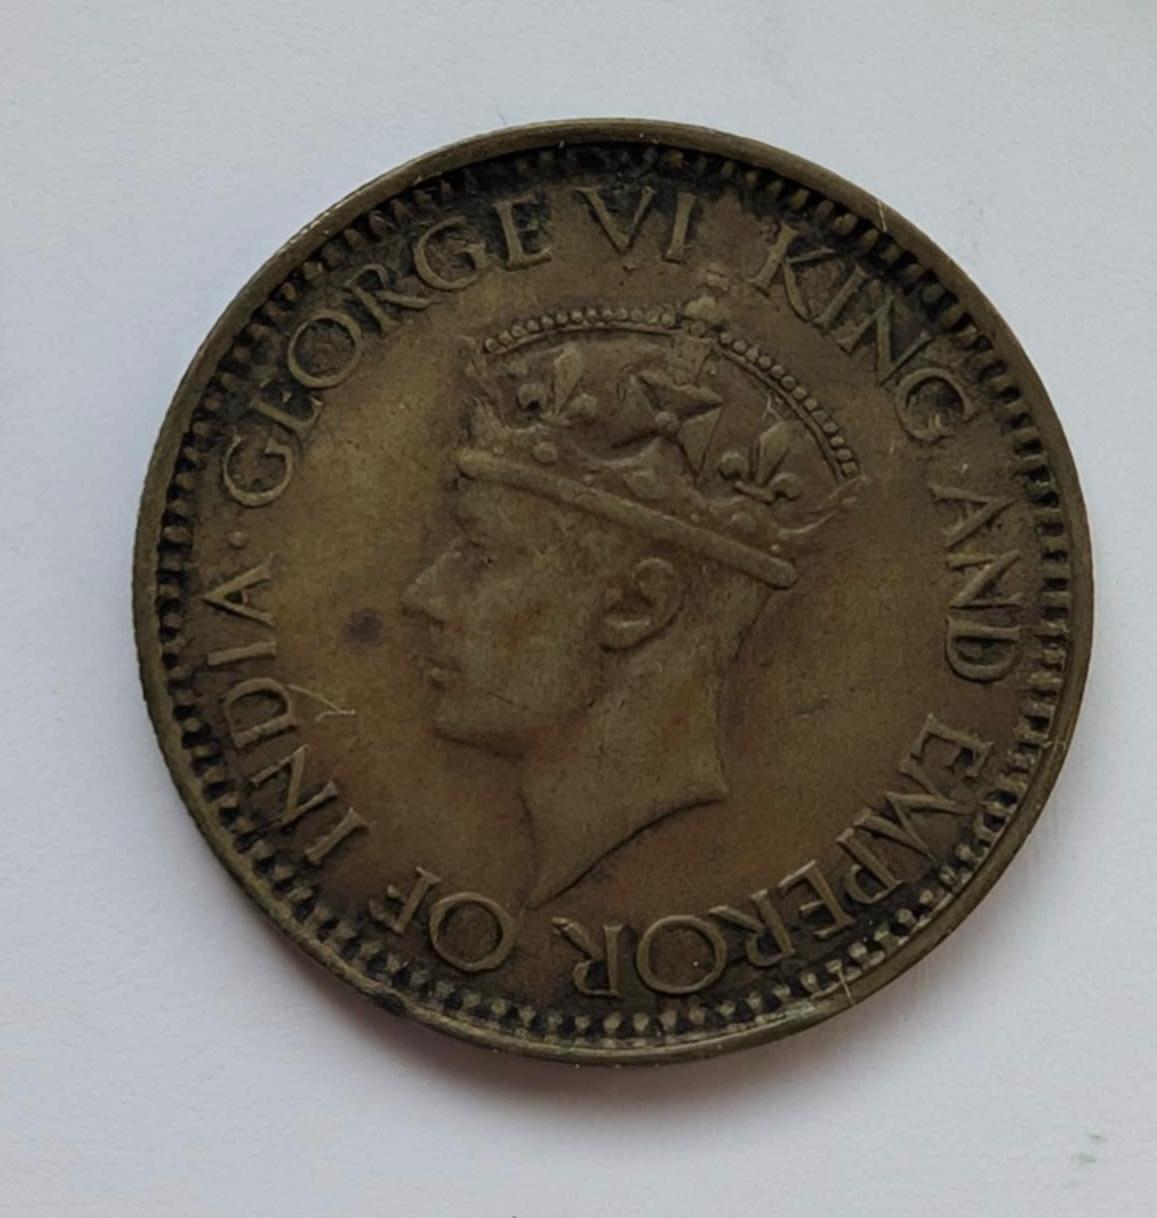 GEORGE VI KING AND EMPEROR OF INDIA ·